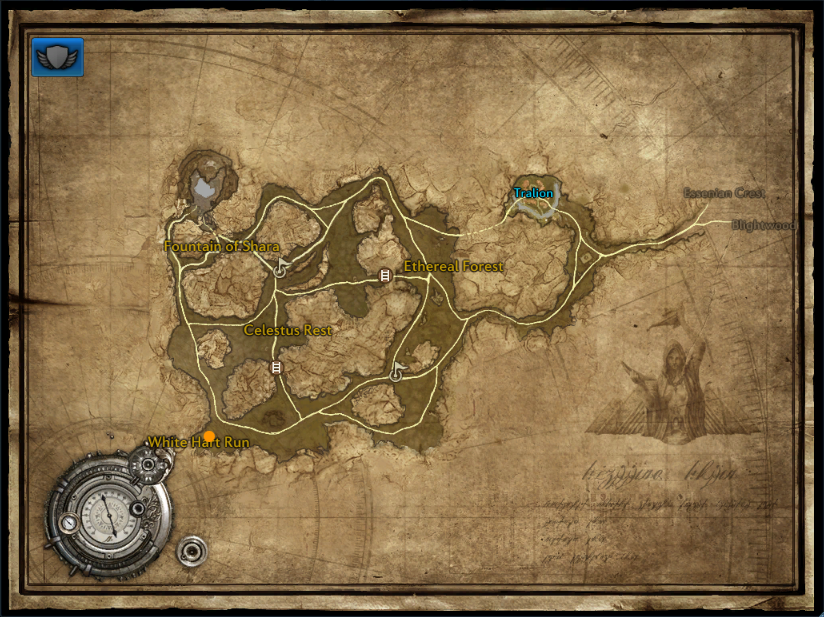 Tralion
Essenian Crest
Blightwood
Fountain of Shara
Ethereal Forest
Celestus Rest
White Hart Run